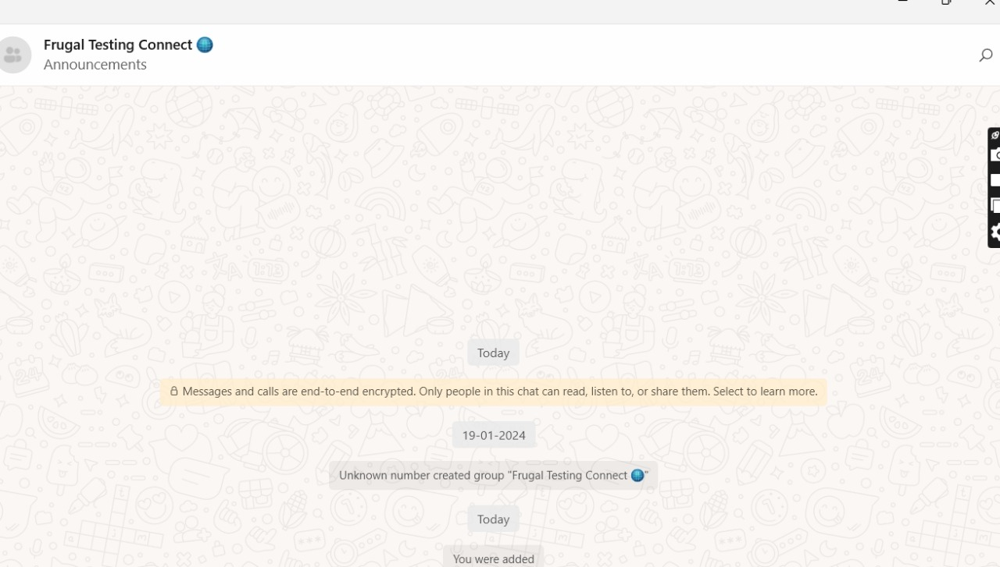 Frugal Testing Connect 🌐
Announcements
Today
Messages and calls are end-to-end encrypted. Only people in this chat can read, listen to, or share them. Select to learn more.
19-01-2024
Unknown number created group "Frugal Testing Connect 🌐"
Today
You were added